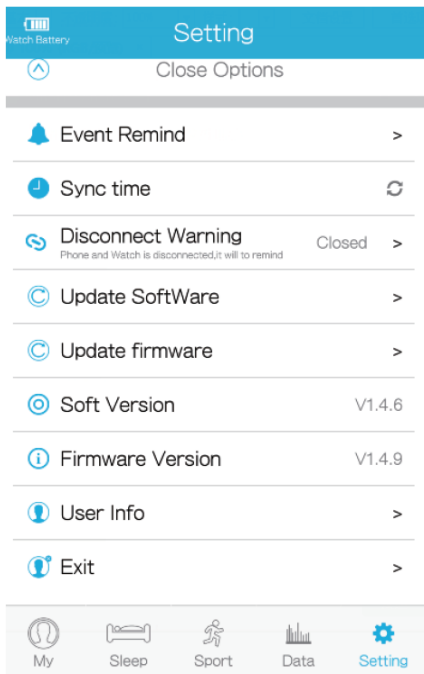 Setting
Watch Battery
Close Options
Event Remind >
Sync time
Disconnect Warning Closed >
Phone and Watch is disconnected,it will to remind
Update SoftWare >
Update firmware >
Soft Version V1.4.6
Firmware Version V1.4.9
User Info >
Exit >
My Sleep Sport Data Setting